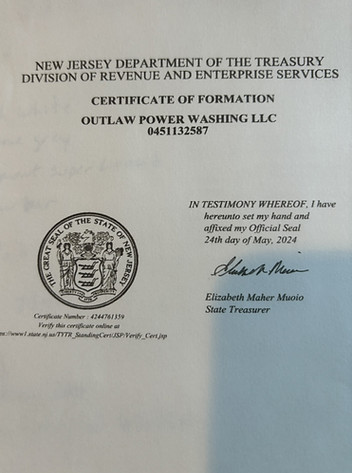 NEW JERSEY DEPARTMENT OF THE TREASURY
DIVISION OF REVENUE AND ENTERPRISE SERVICES
CERTIFICATE OF FORMATION
OUTLAW POWER WASHING LLC
0451132587
IN TESTIMONY WHEREOF, I have
hereunto set my hand and
affixed my Official Seal
24th day of May, 2024
THE GREAT SEAL OF THE STATE OF NEW JERSEY
Elizabeth Maher Muoio
State Treasurer
Certificate Number : 4244761359
Verify this certificate online at
www1.state.nj.us/TYTR_StandingCert/JSP/Verify_Cert.jsp